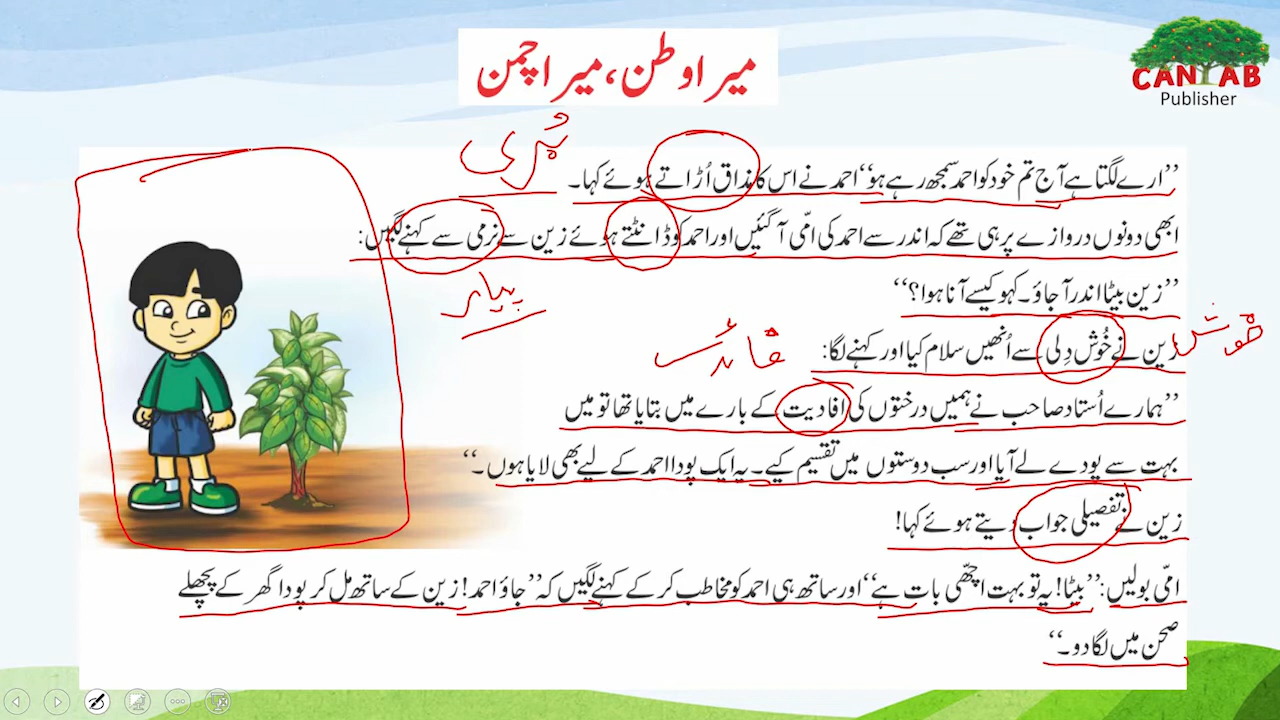 میرا وطن، میرا چمن
CANTAB
Publisher
بُری
’’ارے لگتا ہے آج تم خود کو احمد سمجھ رہے ہو‘‘ احمد نے اس کا مذاق اُڑاتے ہوئے کہا۔
ابھی دونوں دروازے پر ہی تھے کہ اندر سے احمد کی امّی آ گئیں اور احمد کو ڈانٹتے ہوئے زین سے نرمی سے کہنے لگیں:
پیار
’’زین بیٹا اندر آ جاؤ۔ کہو کیسے آنا ہوا؟‘‘
خوش
زین نے خُوش دِلی سے اُنھیں سلام کیا اور کہنے لگا:
’’ہمارے اُستاد صاحب نے ہمیں درختوں کی افادیت کے بارے میں بتایا تھا تو میں
بہت سے پودے لے آیا اور سب دوستوں میں تقسیم کیے۔ یہ ایک پودا احمد کے لیے بھی لایا ہوں۔‘‘
زین نے تفصیلی جواب دیتے ہوئے کہا!
امّی بولیں: ’’بیٹا! یہ تو بہت اچھّی بات ہے‘‘ اور ساتھ ہی احمد کو مخاطب کر کے کہنے لگیں کہ ’’جاؤ احمد! زین کے ساتھ مل کر پودا گھر کے پچھلے
صحن میں لگا دو۔‘‘